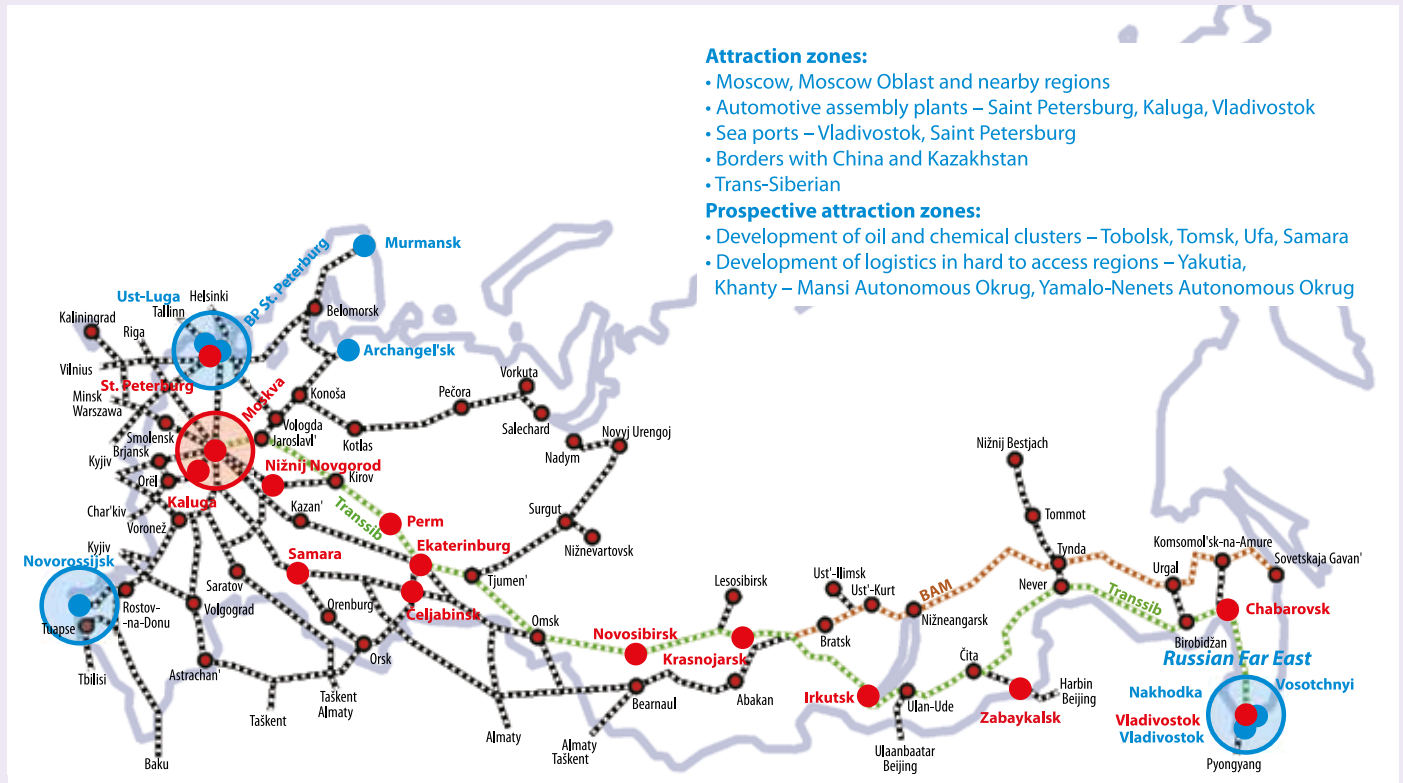 Attraction zones:
• Moscow, Moscow Oblast and nearby regions
• Automotive assembly plants – Saint Petersburg, Kaluga, Vladivostok
• Sea ports – Vladivostok, Saint Petersburg
• Borders with China and Kazakhstan
• Trans-Siberian
Prospective attraction zones:
• Development of oil and chemical clusters – Tobolsk, Tomsk, Ufa, Samara
• Development of logistics in hard to access regions – Yakutia,
Khanty – Mansi Autonomous Okrug, Yamalo-Nenets Autonomous Okrug
Murmansk
BP St. Petersburg
Ust-Luga
Helsinki
Tallinn
Kaliningrad
Riga
Belomorsk
Archangel'sk
Vilnius
St. Peterburg
Minsk
Warszawa
Moskva
Konoša
Pečora
Vorkuta
Salechard
Vologda
Jaroslavl'
Kotlas
Nadym
Novyj Urengoj
Smolensk
Brjansk
Kyjiv
Orël
Kaluga
Nižnij Novgorod
Kirov
Transsib
Perm
Kazan'
Surgut
Nižnevartovsk
Char'kiv
Voronež
Kyjiv
Novorossijsk
Samara
Ekaterinburg
Tjumen'
Čeljabinsk
Saratov
Orenburg
Rostov-
-na-Donu
Volgograd
Tuapse
Tbilisi
Astrachan'
Orsk
Taškent
Taškent
Almaty
Baku
Omsk
Novosibirsk
Lesosibirsk
Krasnojarsk
Bearnaul
Abakan
Almaty
Almaty
Taškent
Ust'-Ilimsk
Ust'-Kurt
Bratsk
BAM
Nižneangarsk
Irkutsk
Ulan-Ude
Ulaanbaatar
Beijing
Čita
Zabaykalsk
Harbin
Beijing
Nižnij Bestjach
Tommot
Tynda
Never
Transsib
Komsomol'sk-na-Amure
Urgal
Sovetskaja Gavan'
Chabarovsk
Birobidžan
Russian Far East
Nakhodka
Vosotchnyi
Vladivostok
Vladivostok
Pyongyang